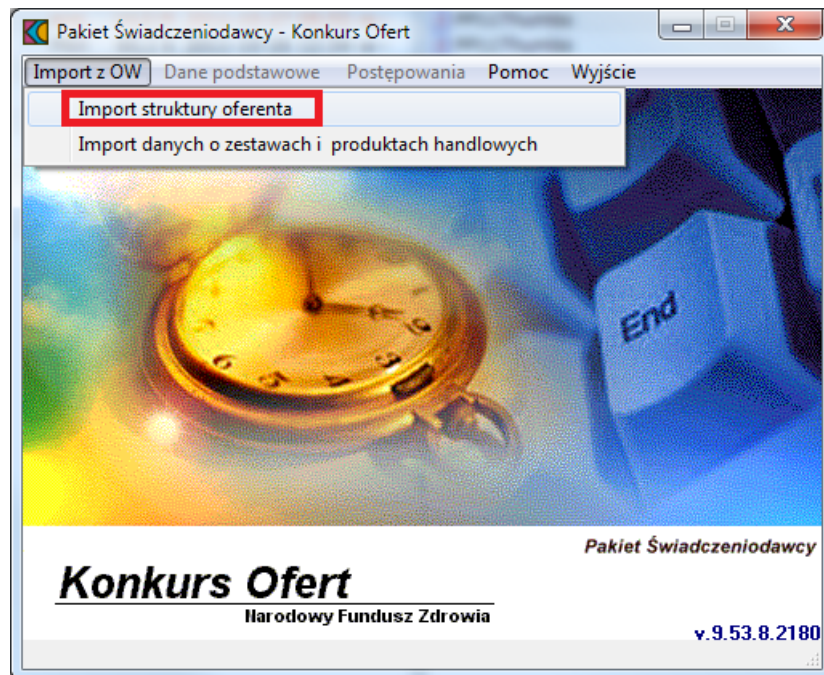 Pakiet Świadczeniodawcy - Konkurs Ofert
Import z OW Dane podstawowe Postępowania Pomoc Wyjście
Import struktury oferenta
Import danych o zestawach i produktach handlowych
End
Pakiet Świadczeniodawcy
Konkurs Ofert
Narodowy Fundusz Zdrowia
v.9.53.8.2180